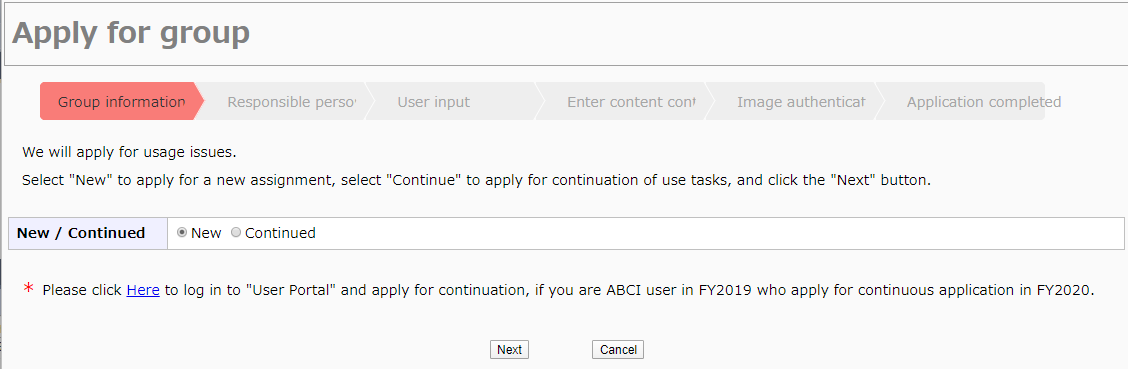 Apply for group
Group information
Responsible perso
User input
Enter content con
Image authenticat
Application completed
We will apply for usage issues.
Select "New" to apply for a new assignment, select "Continue" to apply for continuation of use tasks, and click the "Next" button.
New / Continued New Continued
* Please click Here to log in to "User Portal" and apply for continuation, if you are ABCI user in FY2019 who apply for continuous application in FY2020.
Next Cancel